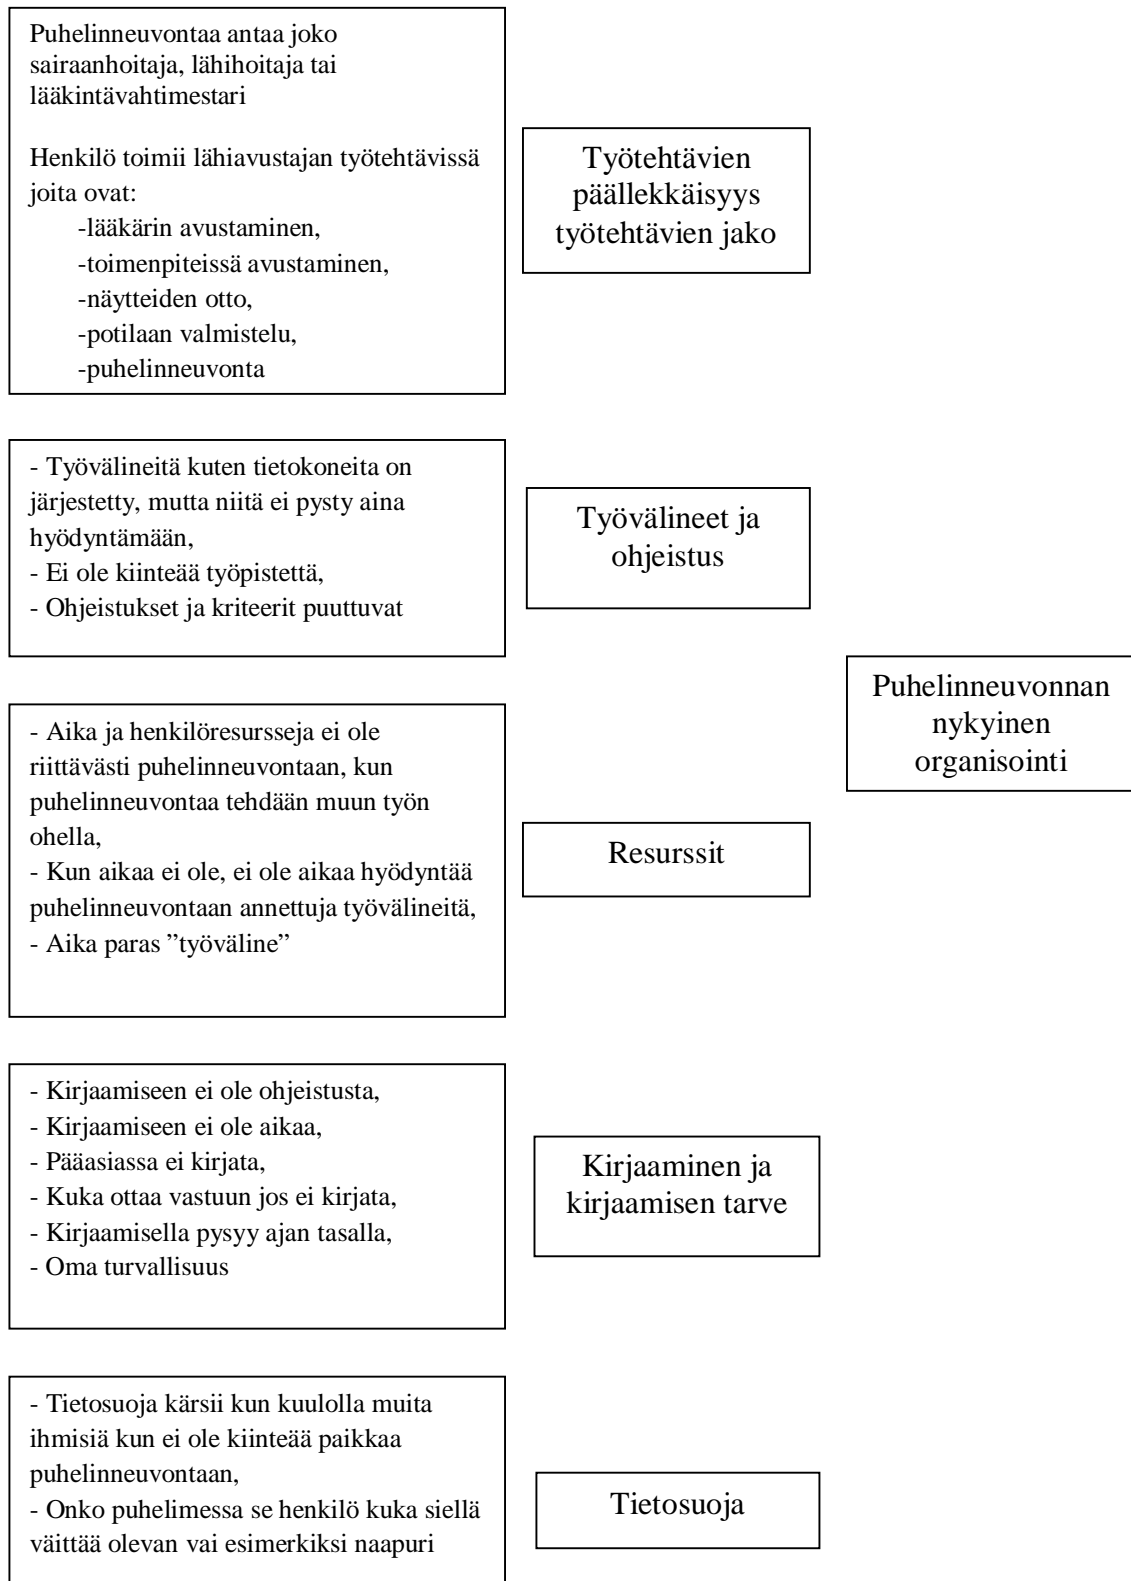 Puhelinneuvontaa antaa joko
sairaanhoitaja, lähihoitaja tai
lääkintävahtimestari
Henkilö toimii lähiavustajan työtehtävissä
joita ovat:
-lääkärin avustaminen,
-toimenpiteissä avustaminen,
-näytteiden otto,
-potilaan valmistelu,
-puhelinneuvonta
Työtehtävien
päällekkäisyys
työtehtävien jako
- Työvälineitä kuten tietokoneita on
järjestetty, mutta niitä ei pysty aina
hyödyntämään,
- Ei ole kiinteää työpistettä,
- Ohjeistukset ja kriteerit puuttuvat
Työvälineet ja
ohjeistus
- Aika ja henkilöresursseja ei ole
riittävästi puhelinneuvontaan, kun
puhelinneuvontaa tehdään muun työn
ohella,
- Kun aikaa ei ole, ei ole aikaa hyödyntää
puhelinneuvontaan annettuja työvälineitä,
- Aika paras ”työväline”
Resurssit
- Kirjaamiseen ei ole ohjeistusta,
- Kirjaamiseen ei ole aikaa,
- Pääasiassa ei kirjata,
- Kuka ottaa vastuun jos ei kirjata,
- Kirjaamisella pysyy ajan tasalla,
- Oma turvallisuus
Kirjaaminen ja
kirjaamisen tarve
- Tietosuoja kärsii kun kuulolla muita
ihmisiä kun ei ole kiinteää paikkaa
puhelinneuvontaan,
- Onko puhelimessa se henkilö kuka siellä
väittää olevan vai esimerkiksi naapuri
Tietosuoja
Puhelinneuvonnan
nykyinen
organisointi